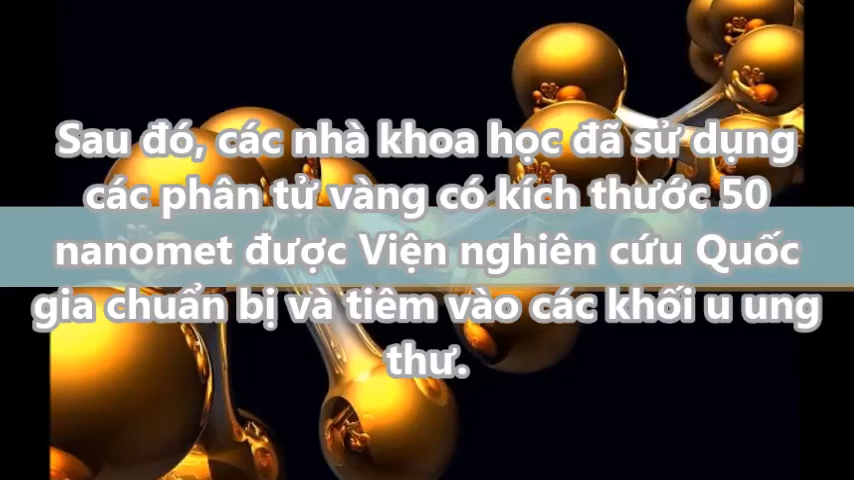 Sau đó, các nhà khoa học đã sử dụng
các phân tử vàng có kích thước 50
nanomet được Viện nghiên cứu Quốc
gia chuẩn bị và tiêm vào các khối u ung
thư.